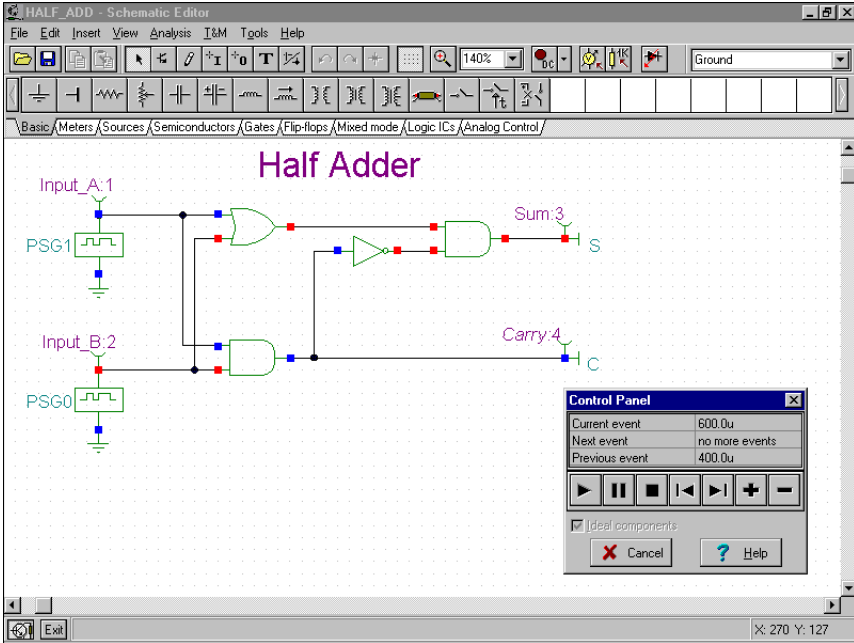 HALF_ADD - Schematic Editor
File Edit Insert View Analysis T&M Tools Help
T 140% DC 1K Ground
Basic Meters Sources Semiconductors Gates Flip-flops Mixed mode Logic ICs Analog Control
Half Adder
Input_A:1
PSG1
Sum:3
S
Input_B:2
PSG0
Carry:4
C
Control Panel
Current event 600.0u
Next event no more events
Previous event 400.0u
Ideal components
Cancel ? Help
Exit X: 270 Y: 127